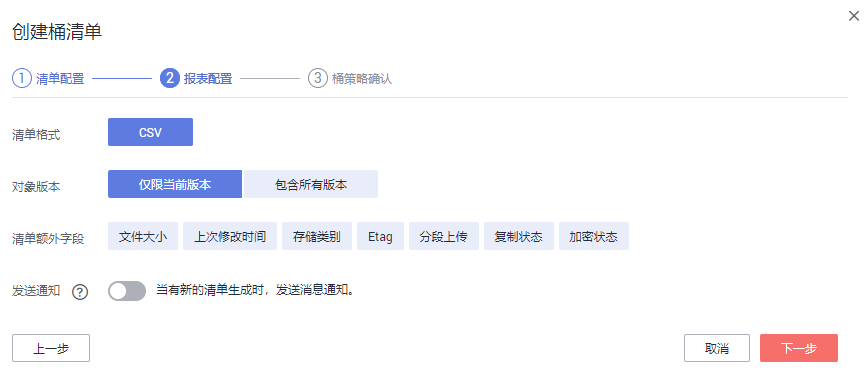 创建桶清单
1 清单配置 2 报表配置 3 桶策略确认
清单格式 CSV
对象版本 仅限当前版本 包含所有版本
清单额外字段 文件大小 上次修改时间 存储类别 Etag 分段上传 复制状态 加密状态
发送通知 ? 当有新的清单生成时，发送消息通知。
上一步 取消 下一步